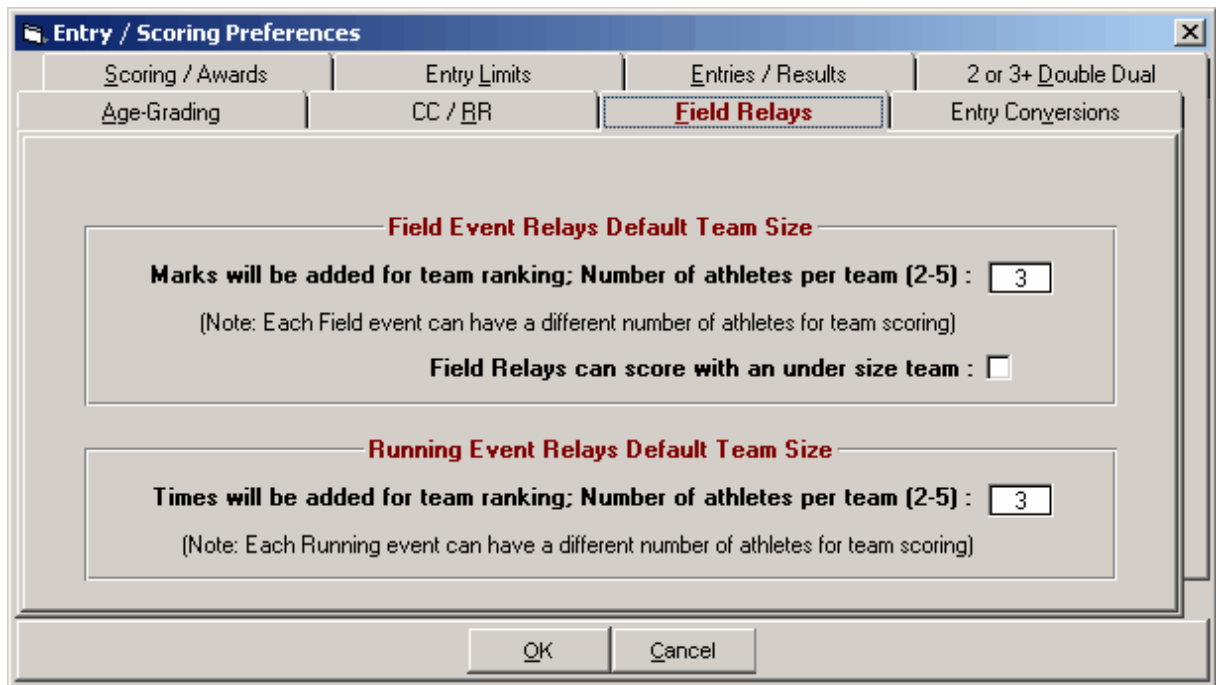 Entry / Scoring Preferences
Scoring / Awards
Entry Limits
Entries / Results
2 or 3+ Double Dual
Age-Grading
CC / RR
Field Relays
Entry Conversions
Field Event Relays Default Team Size
Marks will be added for team ranking; Number of athletes per team (2-5) : 3
(Note: Each Field event can have a different number of athletes for team scoring)
Field Relays can score with an under size team :
Running Event Relays Default Team Size
Times will be added for team ranking; Number of athletes per team (2-5) : 3
(Note: Each Running event can have a different number of athletes for team scoring)
OK
Cancel